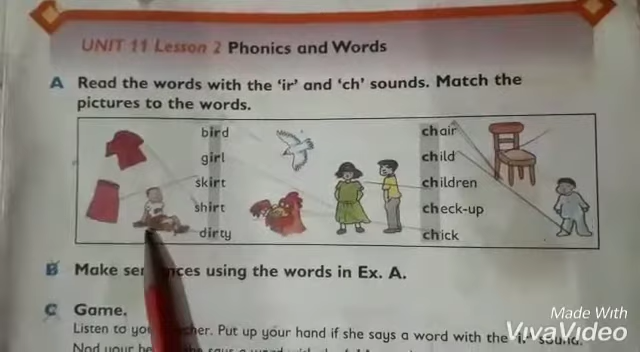 UNIT 11 Lesson 2 Phonics and Words
A Read the words with the 'ir' and 'ch' sounds. Match the
pictures to the words.
bird
girl
skirt
shirt
dirty
chair
child
children
check-up
chick
B Make ces using the words in Ex. A.
C Game.
Listen to Put up your hand if she says a word with the 'ir' sound.
Nod your
Made With
VivaVideo